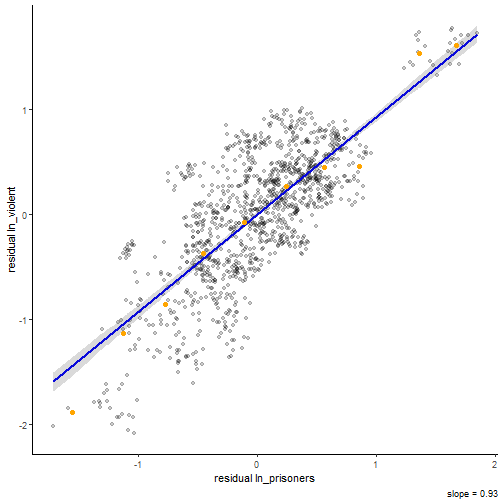 residual ln_violent
1
0
-1
-2
-1
0
1
2
residual ln_prisoners
slope = 0.93